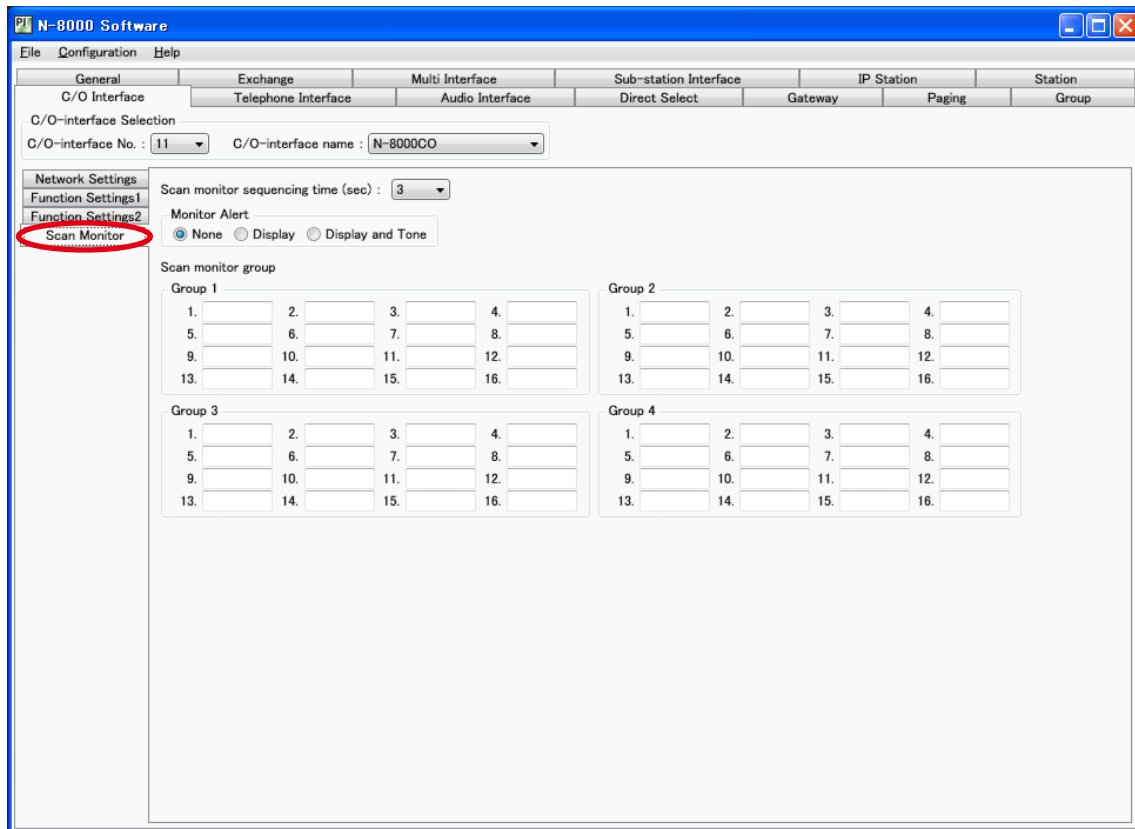 N-8000 Software
File Configuration Help
General Exchange Multi Interface Sub-station Interface IP Station Station
C/O Interface Telephone Interface Audio Interface Direct Select Gateway Paging Group
C/O-interface Selection
C/O-interface No. : 11 C/O-interface name : N-8000CO
Network Settings
Function Settings1
Function Settings2
Scan Monitor
Scan monitor sequencing time (sec) : 3
Monitor Alert
None Display Display and Tone
Scan monitor group
Group 1
1. 2. 3. 4.
5. 6. 7. 8.
9. 10. 11. 12.
13. 14. 15. 16.
Group 2
1. 2. 3. 4.
5. 6. 7. 8.
9. 10. 11. 12.
13. 14. 15. 16.
Group 3
1. 2. 3. 4.
5. 6. 7. 8.
9. 10. 11. 12.
13. 14. 15. 16.
Group 4
1. 2. 3. 4.
5. 6. 7. 8.
9. 10. 11. 12.
13. 14. 15. 16.